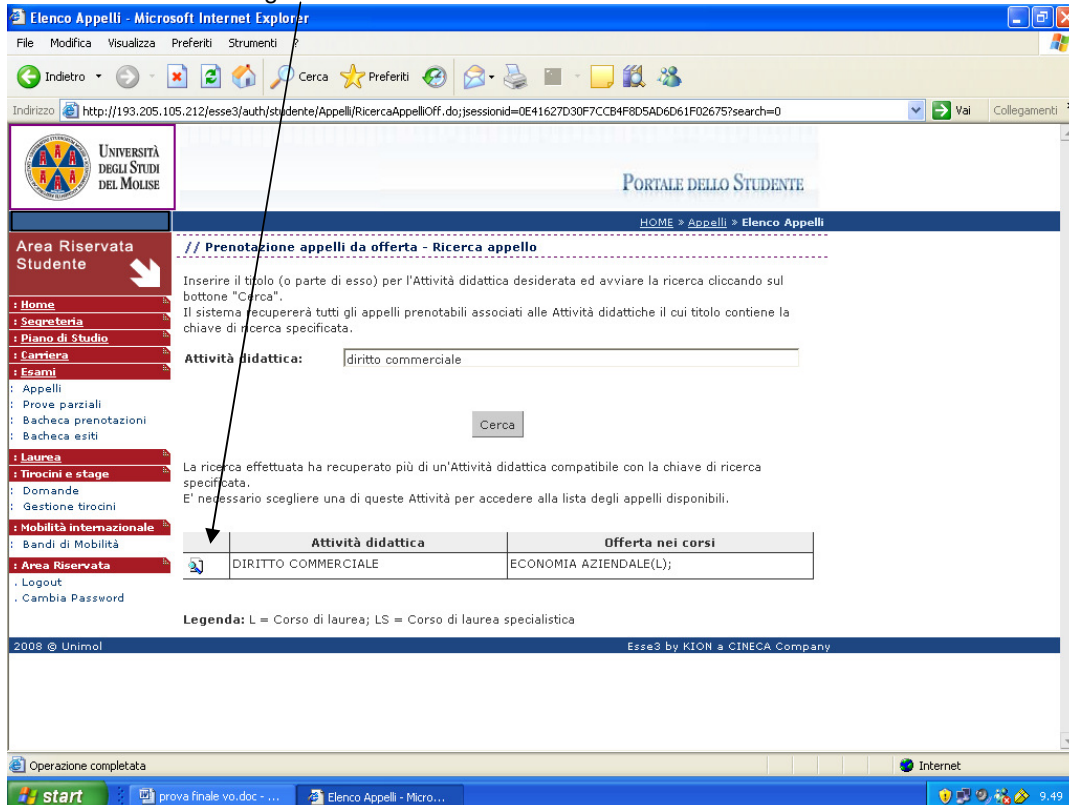 Elenco Appelli - Microsoft Internet Explorer
File Modifica Visualizza Preferiti Strumenti ?
Indietro Cerca Preferiti
Indirizzo http://193.205.105.212/esse3/auth/studente/Appelli/RicercaAppelliOff.do;jsessionid=0E41627D30F7CCB4F8D5AD6D61F02675?search=0 Vai Collegamenti
UNIVERSITÀ
DEGLI STUDI
DEL MOLISE
PORTALE DELLO STUDENTE
HOME » Appelli » Elenco Appelli
Area Riservata
Studente
: Home
: Segreteria
: Piano di Studio
: Carriera
: Esami
: Appelli
: Prove parziali
: Bacheca prenotazioni
: Bacheca esiti
: Laurea
: Tirocini e stage
: Domande
: Gestione tirocini
: Mobilità internazionale
: Bandi di Mobilità
: Area Riservata
. Logout
. Cambia Password
// Prenotazione appelli da offerta - Ricerca appello
Inserire il titolo (o parte di esso) per l'Attività didattica desiderata ed avviare la ricerca cliccando sul
bottone "Cerca".
Il sistema recupererà tutti gli appelli prenotabili associati alle Attività didattiche il cui titolo contiene la
chiave di ricerca specificata.
Attività didattica: diritto commerciale
Cerca
La ricerca effettuata ha recuperato più di un'Attività didattica compatibile con la chiave di ricerca
specificata.
E' necessario scegliere una di queste Attività per accedere alla lista degli appelli disponibili.
Attività didattica Offerta nei corsi
DIRITTO COMMERCIALE ECONOMIA AZIENDALE(L);
Legenda: L = Corso di laurea; LS = Corso di laurea specialistica
2008 @ Unimol Esse3 by KION a CINECA Company
Operazione completata Internet
start prova finale vo.doc - ... Elenco Appelli - Micro... 9.49